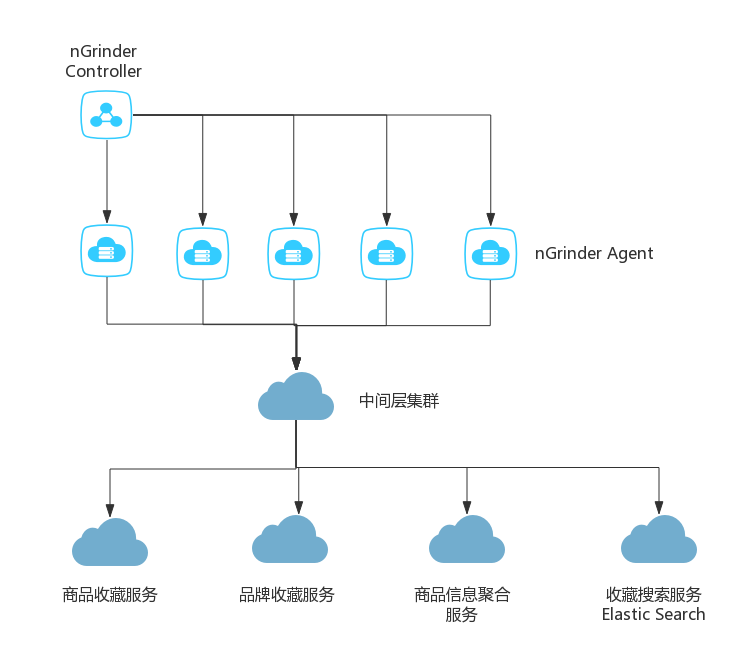 nGrinder
Controller
nGrinder Agent
中间层集群
商品收藏服务
品牌收藏服务
商品信息聚合
服务
收藏搜索服务
Elastic Search